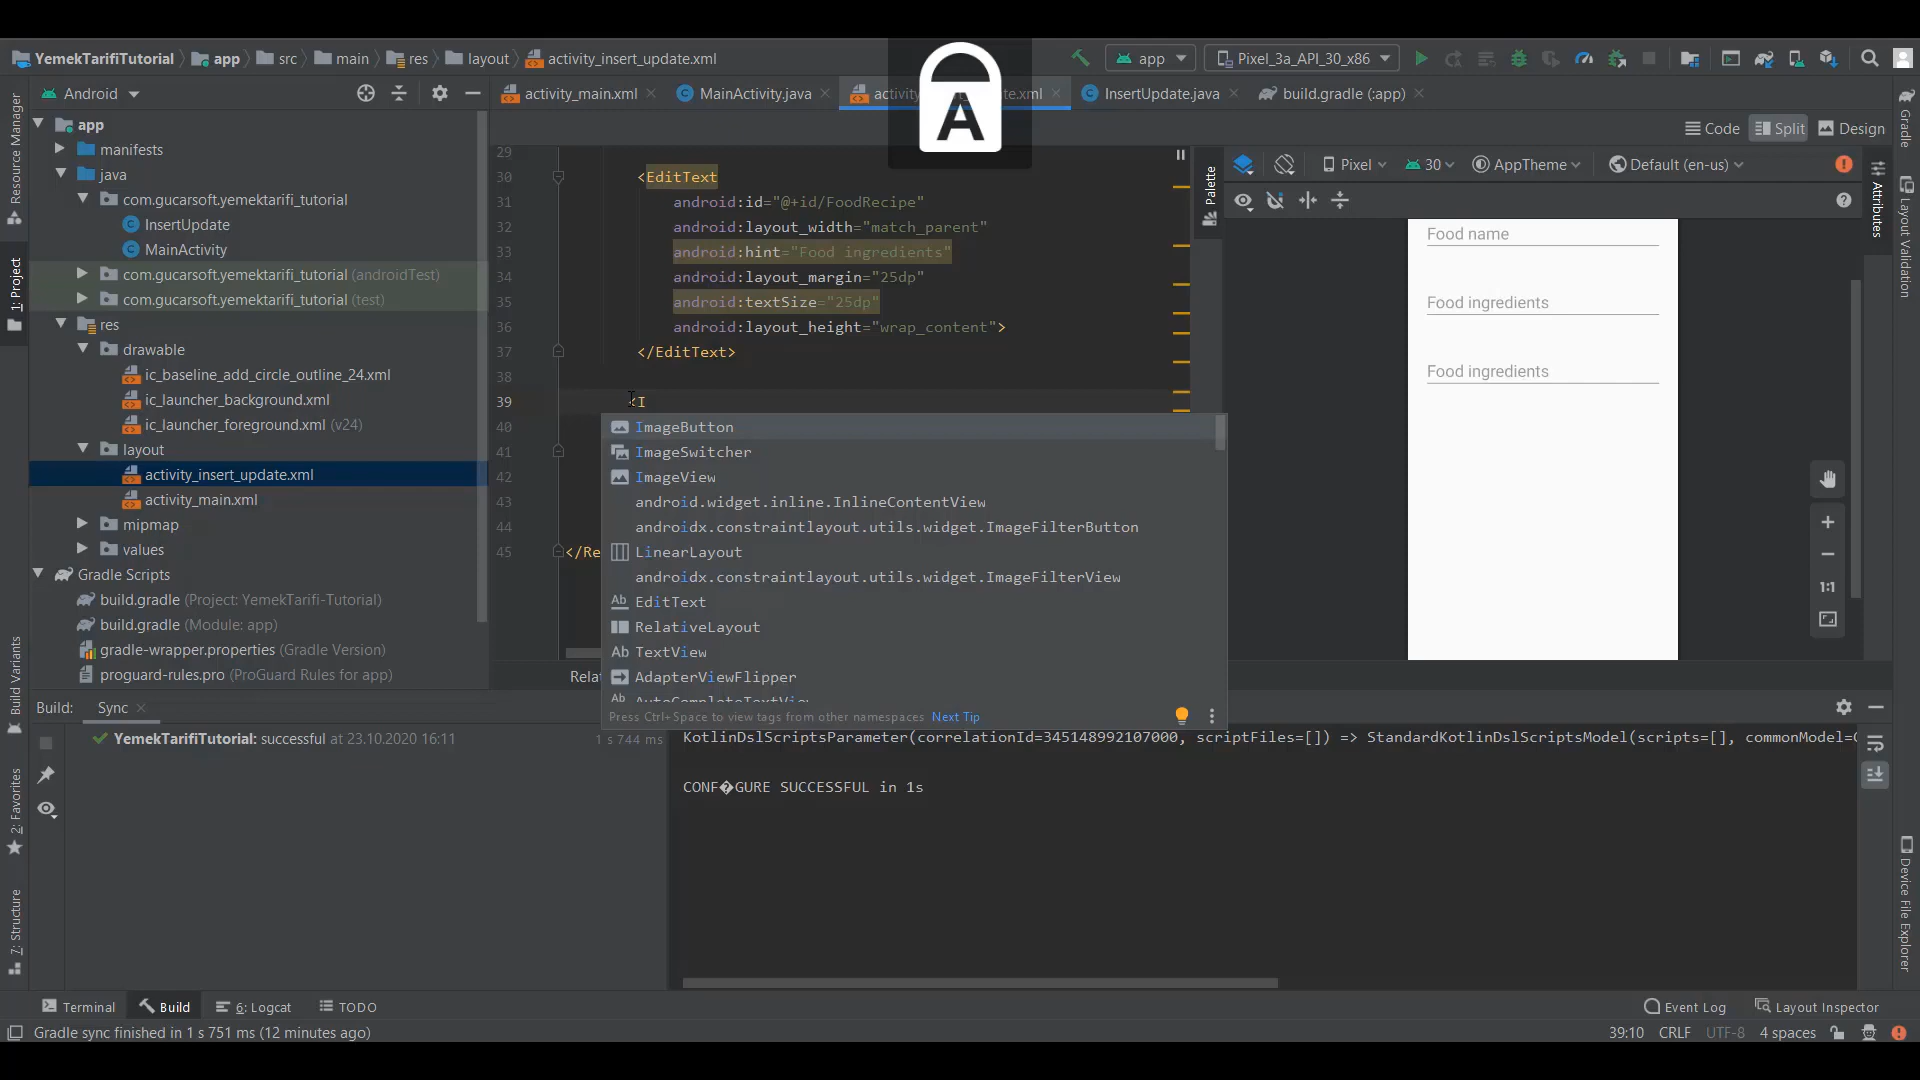 YemekTarifiTutorial app src main res layout activity_insert_update.xml
app Pixel_3a_API_30_x86
A
Android
activity_main.xml MainActivity.java InsertUpdate.java build.gradle (:app)
Code Split Design
app
manifests
java
com.gucarsoft.yemektarifi_tutorial
InsertUpdate
MainActivity
com.gucarsoft.yemektarifi_tutorial (androidTest)
com.gucarsoft.yemektarifi_tutorial (test)
res
drawable
ic_baseline_add_circle_outline_24.xml
ic_launcher_background.xml
ic_launcher_foreground.xml (v24)
layout
activity_insert_update.xml
activity_main.xml
mipmap
values
Gradle Scripts
build.gradle (Project: YemekTarifi-Tutorial)
build.gradle (Module: app)
gradle-wrapper.properties (Gradle Version)
proguard-rules.pro (ProGuard Rules for app)
Resource Manager
1: Project
Build Variants
2: Favorites
7: Structure
29
30 <EditText
31 android:id="@+id/FoodRecipe"
32 android:layout_width="match_parent"
33 android:hint="Food ingredients"
34 android:layout_margin="25dp"
35 android:textSize="25dp"
36 android:layout_height="wrap_content">
37 </EditText>
38
39 <I
40
41
42
43
44
45 </Re
ImageButton
ImageSwitcher
ImageView
android.widget.inline.InlineContentView
androidx.constraintlayout.utils.widget.ImageFilterButton
LinearLayout
androidx.constraintlayout.utils.widget.ImageFilterView
Ab EditText
RelativeLayout
Ab TextView
AdapterViewFlipper
Press Ctrl+Space to view tags from other namespaces Next Tip
Rela
Palette
Pixel 30 AppTheme Default (en-us)
Food name
Food ingredients
Food ingredients
1:1
Attributes
Gradle
Layout Validation
Device File Explorer
Build: Sync
YemekTarifiTutorial: successful at 23.10.2020 16:11 1 s 744 ms
KotlinDslScriptsParameter(correlationId=345148992107000, scriptFiles=[]) => StandardKotlinDslScriptsModel(scripts=[], commonModel=
CONF�GURE SUCCESSFUL in 1s
Terminal Build 6: Logcat TODO Event Log Layout Inspector
Gradle sync finished in 1 s 751 ms (12 minutes ago) 39:10 CRLF UTF-8 4 spaces